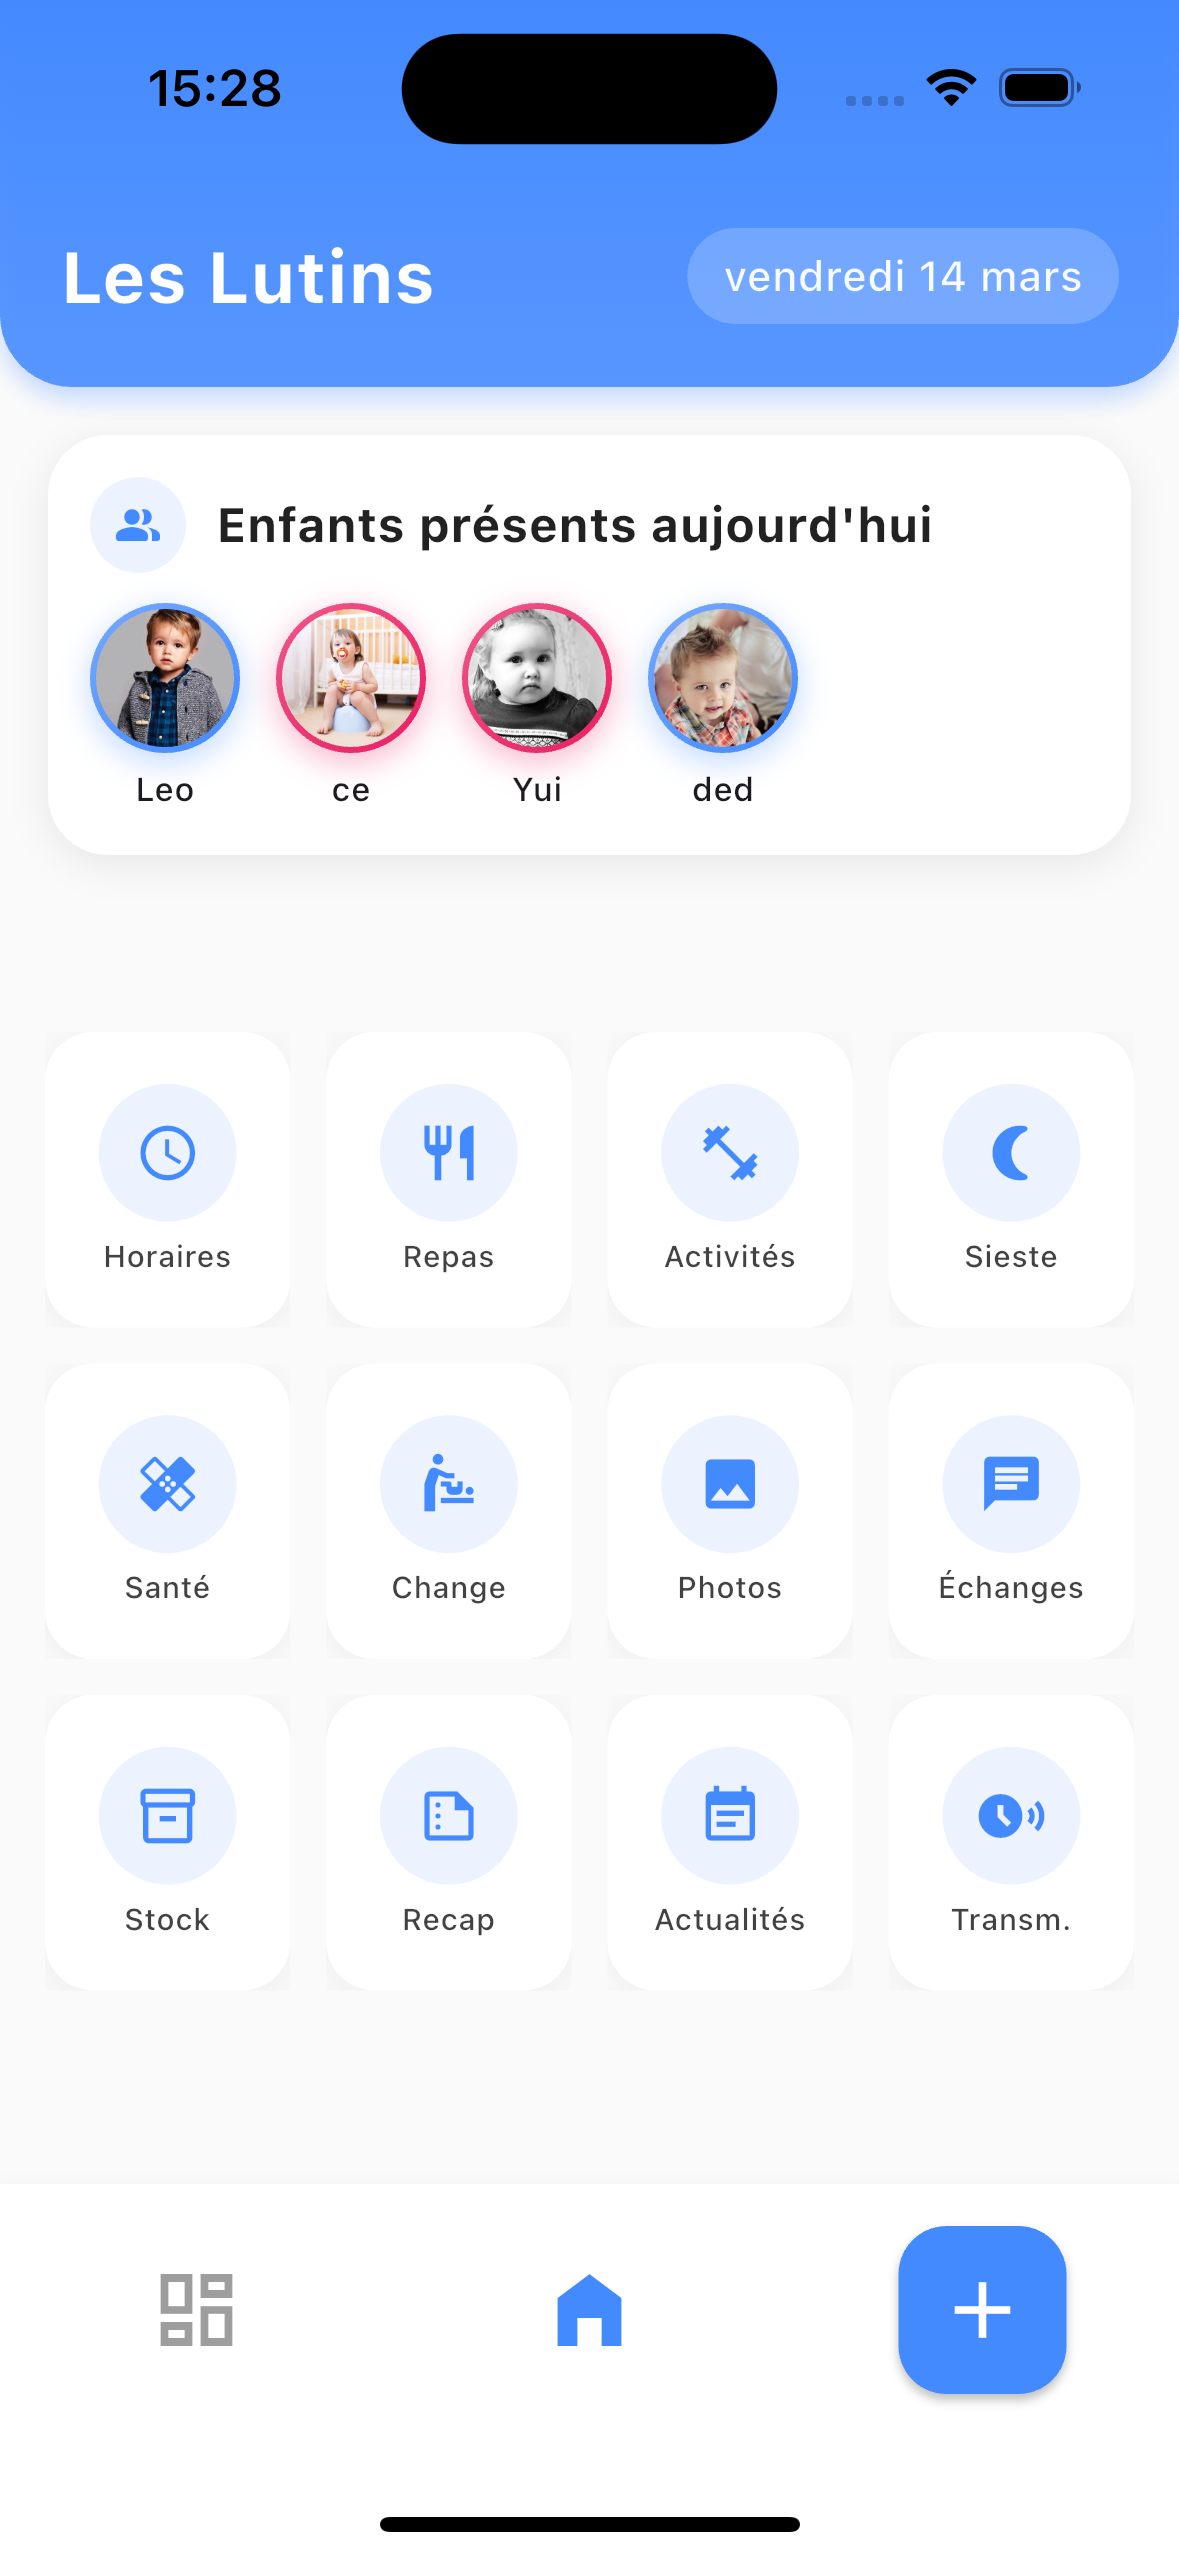 15:28
Les Lutins
vendredi 14 mars
Enfants présents aujourd'hui
Leo
ce
Yui
ded
Horaires
Repas
Activités
Sieste
Santé
Change
Photos
Échanges
Stock
Recap
Actualités
Transm.